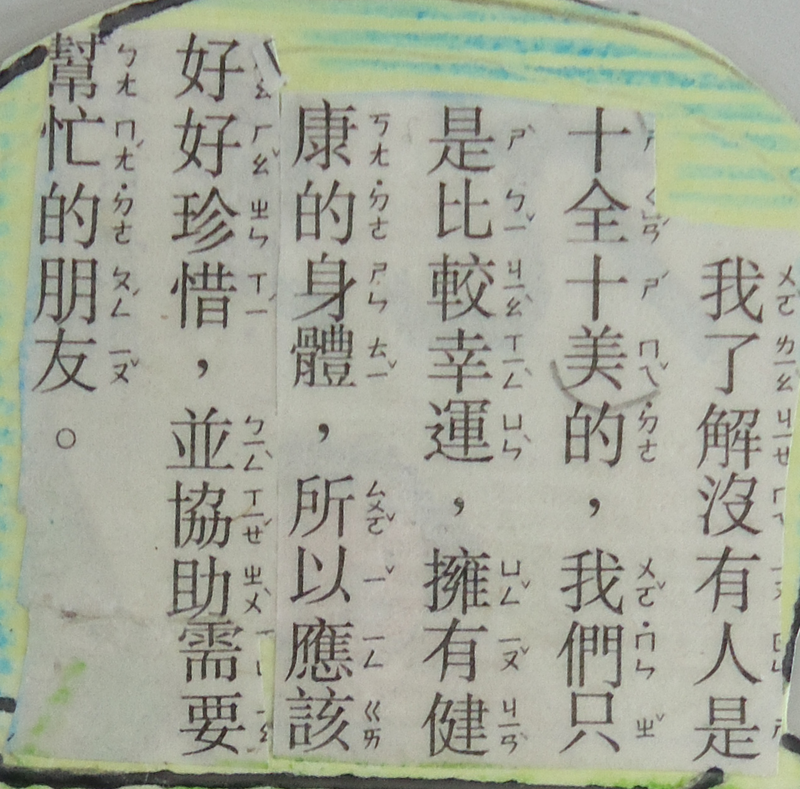 我了解沒有人是
十全十美的，我們只
是比較幸運，擁有健
康的身體，所以應該
好好珍惜，並協助需要
幫忙的朋友。